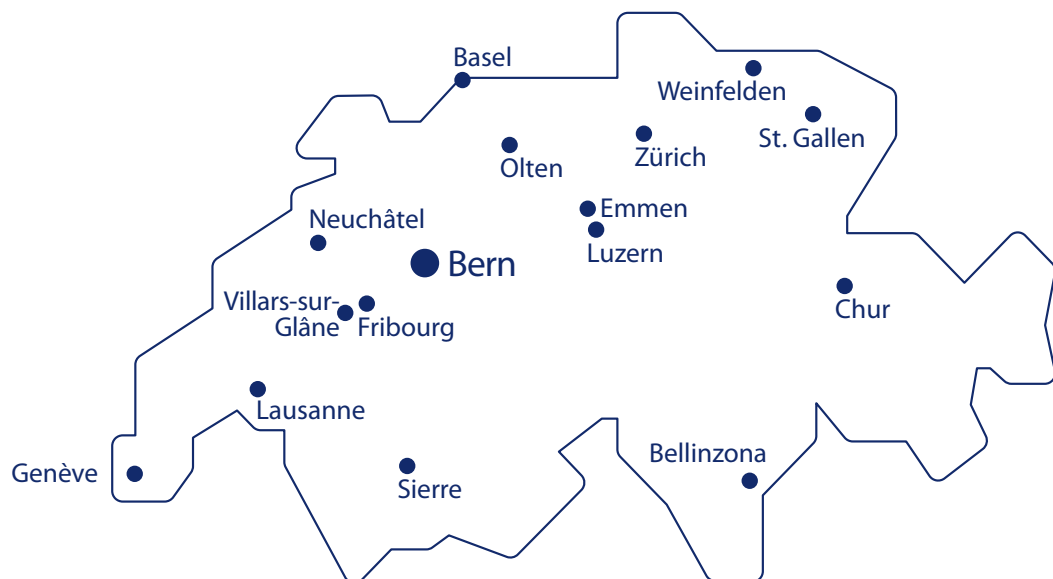 Basel
Weinfelden
St. Gallen
Zürich
Olten
Emmen
Luzern
Neuchâtel
Bern
Villars-sur-
Glâne
Fribourg
Chur
Lausanne
Genève
Sierre
Bellinzona